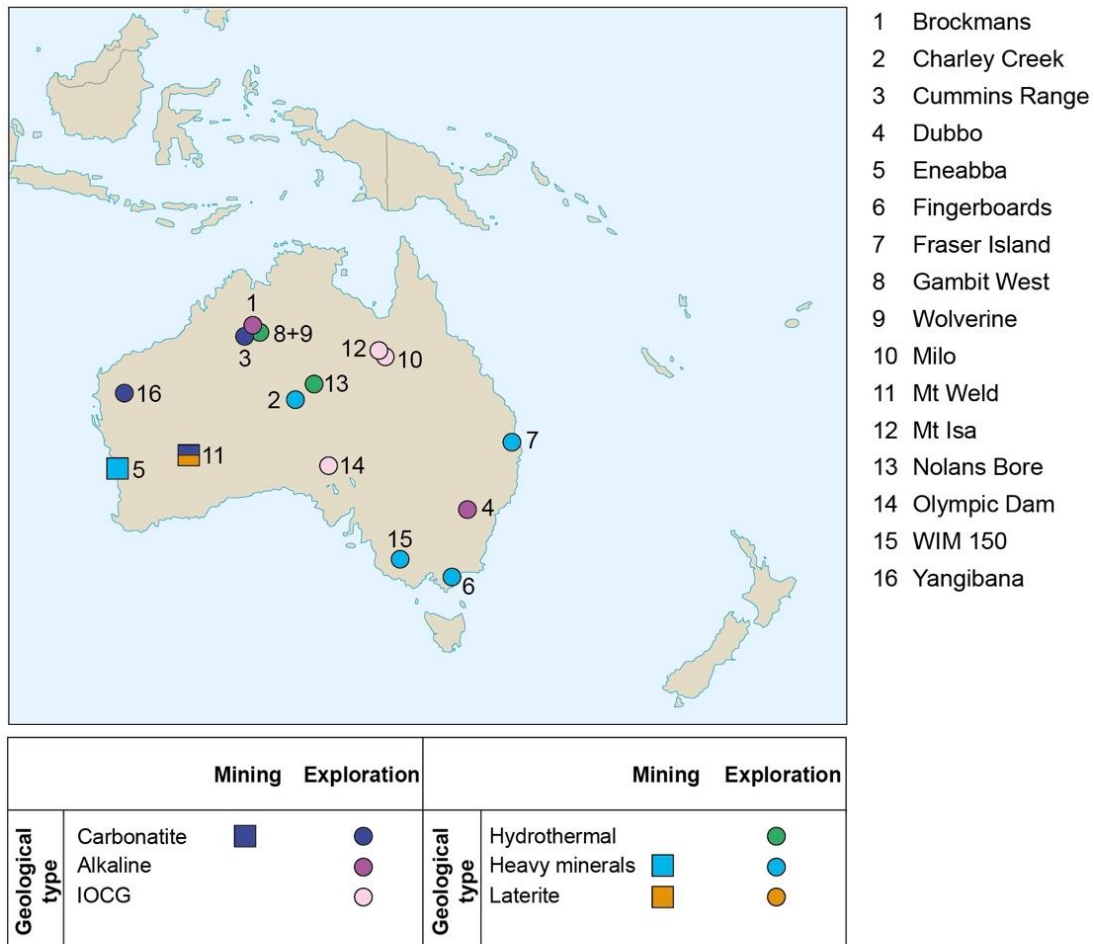 1
8+9
3
12
10
16
13
2
11
5
14
7
4
15
6
1 Brockmans
2 Charley Creek
3 Cummins Range
4 Dubbo
5 Eneabba
6 Fingerboards
7 Fraser Island
8 Gambit West
9 Wolverine
10 Milo
11 Mt Weld
12 Mt Isa
13 Nolans Bore
14 Olympic Dam
15 WIM 150
16 Yangibana
Mining Exploration
Geological
type
Carbonatite
Alkaline
IOCG
Mining Exploration
Geological
type
Hydrothermal
Heavy minerals
Laterite